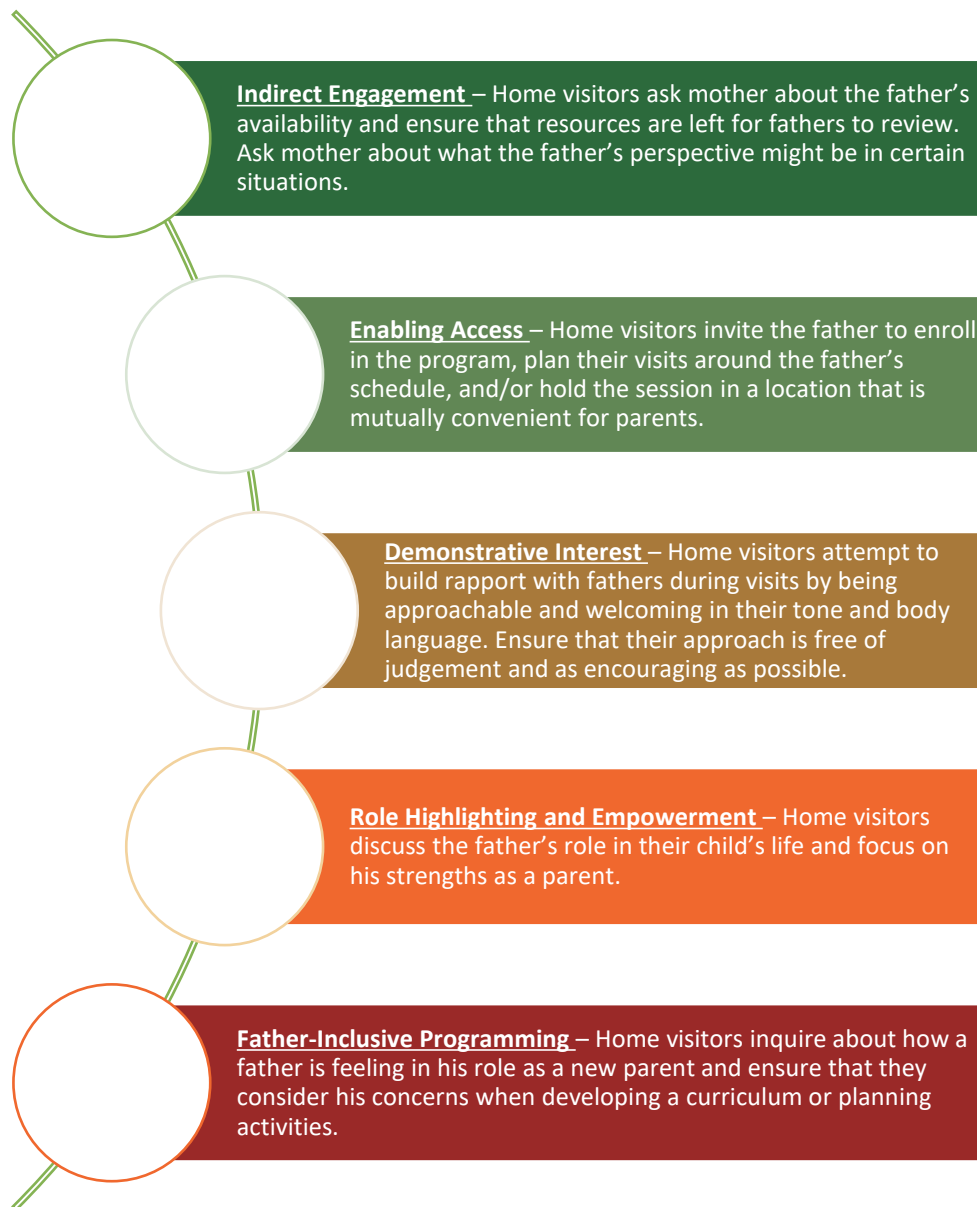 Indirect Engagement – Home visitors ask mother about the father’s
availability and ensure that resources are left for fathers to review.
Ask mother about what the father’s perspective might be in certain
situations.
Enabling Access – Home visitors invite the father to enroll
in the program, plan their visits around the father’s
schedule, and/or hold the session in a location that is
mutually convenient for parents.
Demonstrative Interest – Home visitors attempt to
build rapport with fathers during visits by being
approachable and welcoming in their tone and body
language. Ensure that their approach is free of
judgement and as encouraging as possible.
Role Highlighting and Empowerment – Home visitors
discuss the father’s role in their child’s life and focus on
his strengths as a parent.
Father-Inclusive Programming – Home visitors inquire about how a
father is feeling in his role as a new parent and ensure that they
consider his concerns when developing a curriculum or planning
activities.